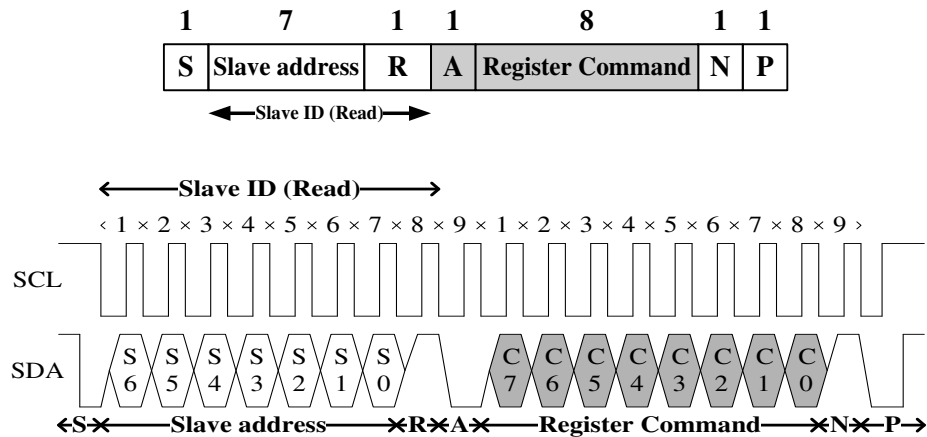 1 7 1 1 8 1 1
S Slave address R A Register Command N P
Slave ID (Read)
Slave ID (Read)
‹ 1 × 2 × 3 × 4 × 5 × 6 × 7 × 8 × 9 × 1 × 2 × 3 × 4 × 5 × 6 × 7 × 8 × 9 ›
SCL
SDA
S S S S S S S C C C C C C C C
6 5 4 3 2 1 0 7 6 5 4 3 2 1 0
S Slave address R A Register Command N P